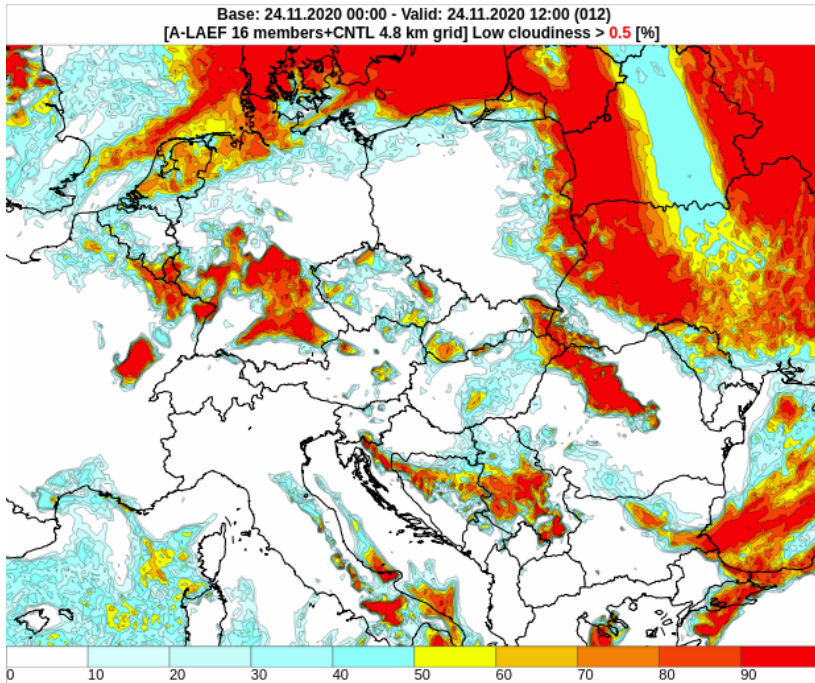 Base: 24.11.2020 00:00 - Valid: 24.11.2020 12:00 (012)
[A-LAEF 16 members+CNTL 4.8 km grid] Low cloudiness > 0.5 [%]
0 10 20 30 40 50 60 70 80 90